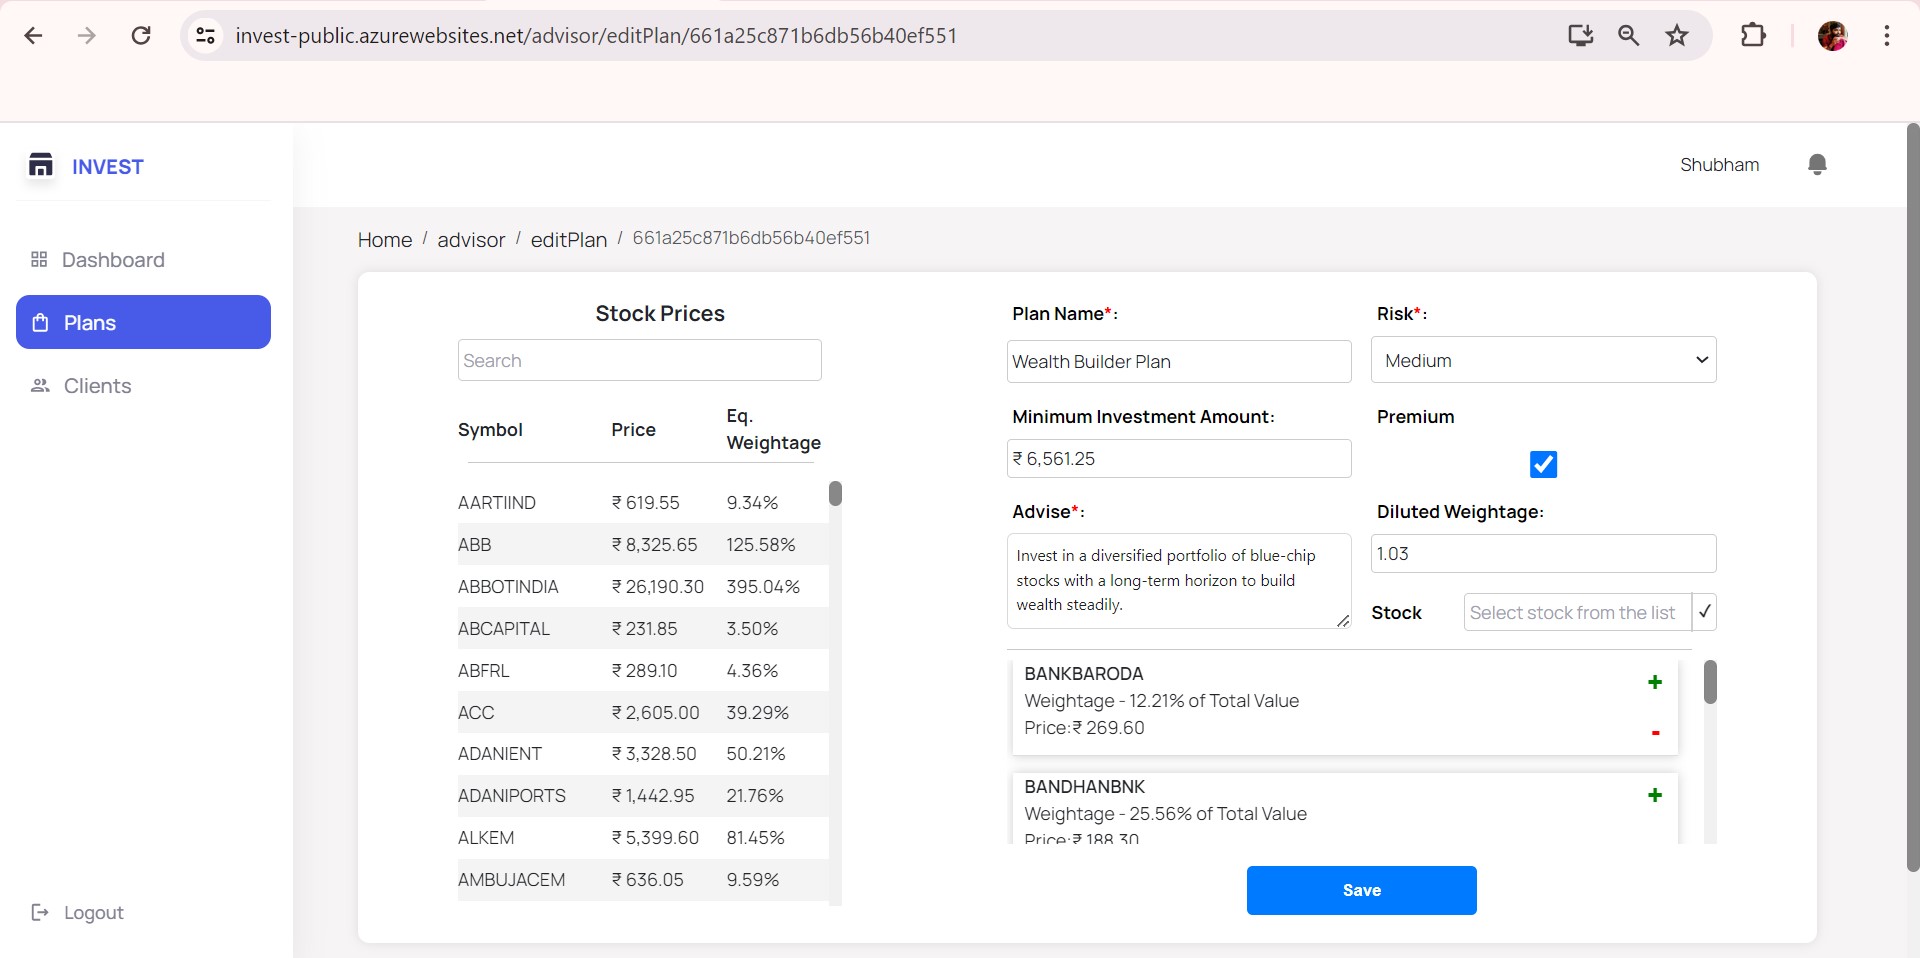 invest-public.azurewebsites.net/advisor/editPlan/661a25c871b6db56b40ef551
INVEST
Shubham
Dashboard
Plans
Clients
Logout
Home / advisor / editPlan / 661a25c871b6db56b40ef551
Stock Prices
Search
Symbol Price Eq. Weightage
AARTIIND ₹ 619.55 9.34%
ABB ₹ 8,325.65 125.58%
ABBOTINDIA ₹ 26,190.30 395.04%
ABCAPITAL ₹ 231.85 3.50%
ABFRL ₹ 289.10 4.36%
ACC ₹ 2,605.00 39.29%
ADANIENT ₹ 3,328.50 50.21%
ADANIPORTS ₹ 1,442.95 21.76%
ALKEM ₹ 5,399.60 81.45%
AMBUJACEM ₹ 636.05 9.59%
Plan Name*:
Wealth Builder Plan
Risk*:
Medium
Minimum Investment Amount:
₹ 6,561.25
Premium
Advise*:
Invest in a diversified portfolio of blue-chip
stocks with a long-term horizon to build
wealth steadily.
Diluted Weightage:
1.03
Stock Select stock from the list ✓
BANKBARODA
Weightage - 12.21% of Total Value
Price:₹ 269.60
+
-
BANDHANBNK
Weightage - 25.56% of Total Value
Price:₹ 188.30
+
Save